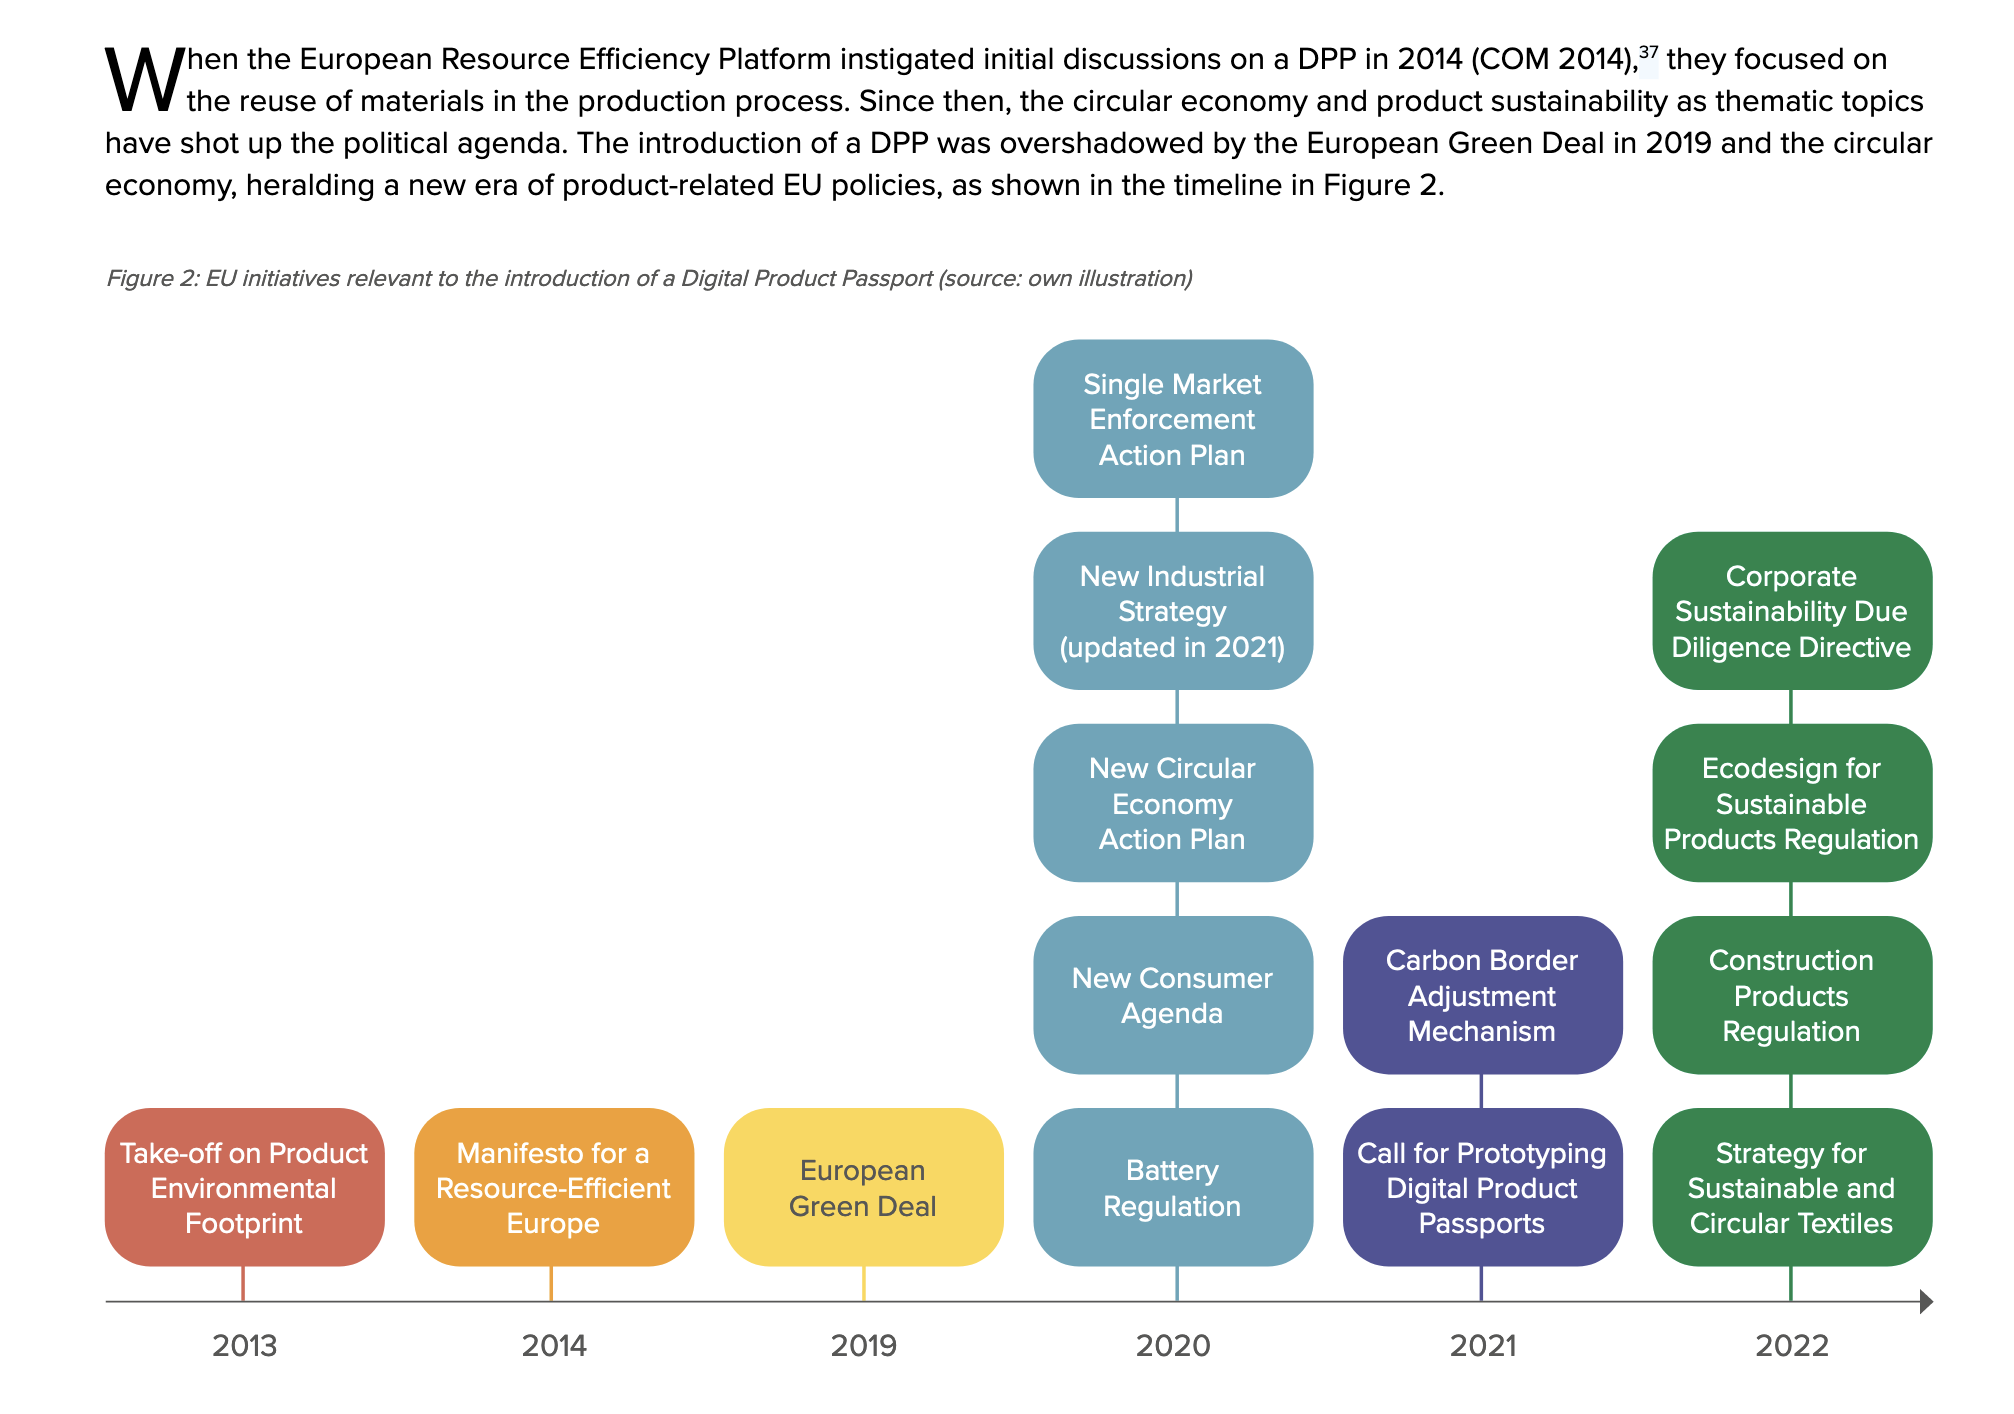 When the European Resource Efficiency Platform instigated initial discussions on a DPP in 2014 (COM 2014),37 they focused on
the reuse of materials in the production process. Since then, the circular economy and product sustainability as thematic topics
have shot up the political agenda. The introduction of a DPP was overshadowed by the European Green Deal in 2019 and the circular
economy, heralding a new era of product-related EU policies, as shown in the timeline in Figure 2.
Figure 2: EU initiatives relevant to the introduction of a Digital Product Passport (source: own illustration)
Take-off on Product
Environmental
Footprint
2013
Manifesto for a
Resource-Efficient
Europe
2014
European
Green Deal
2019
Single Market
Enforcement
Action Plan
New Industrial
Strategy
(updated in 2021)
New Circular
Economy
Action Plan
New Consumer
Agenda
Battery
Regulation
2020
Carbon Border
Adjustment
Mechanism
Call for Prototyping
Digital Product
Passports
2021
Corporate
Sustainability Due
Diligence Directive
Ecodesign for
Sustainable
Products Regulation
Construction
Products
Regulation
Strategy for
Sustainable and
Circular Textiles
2022